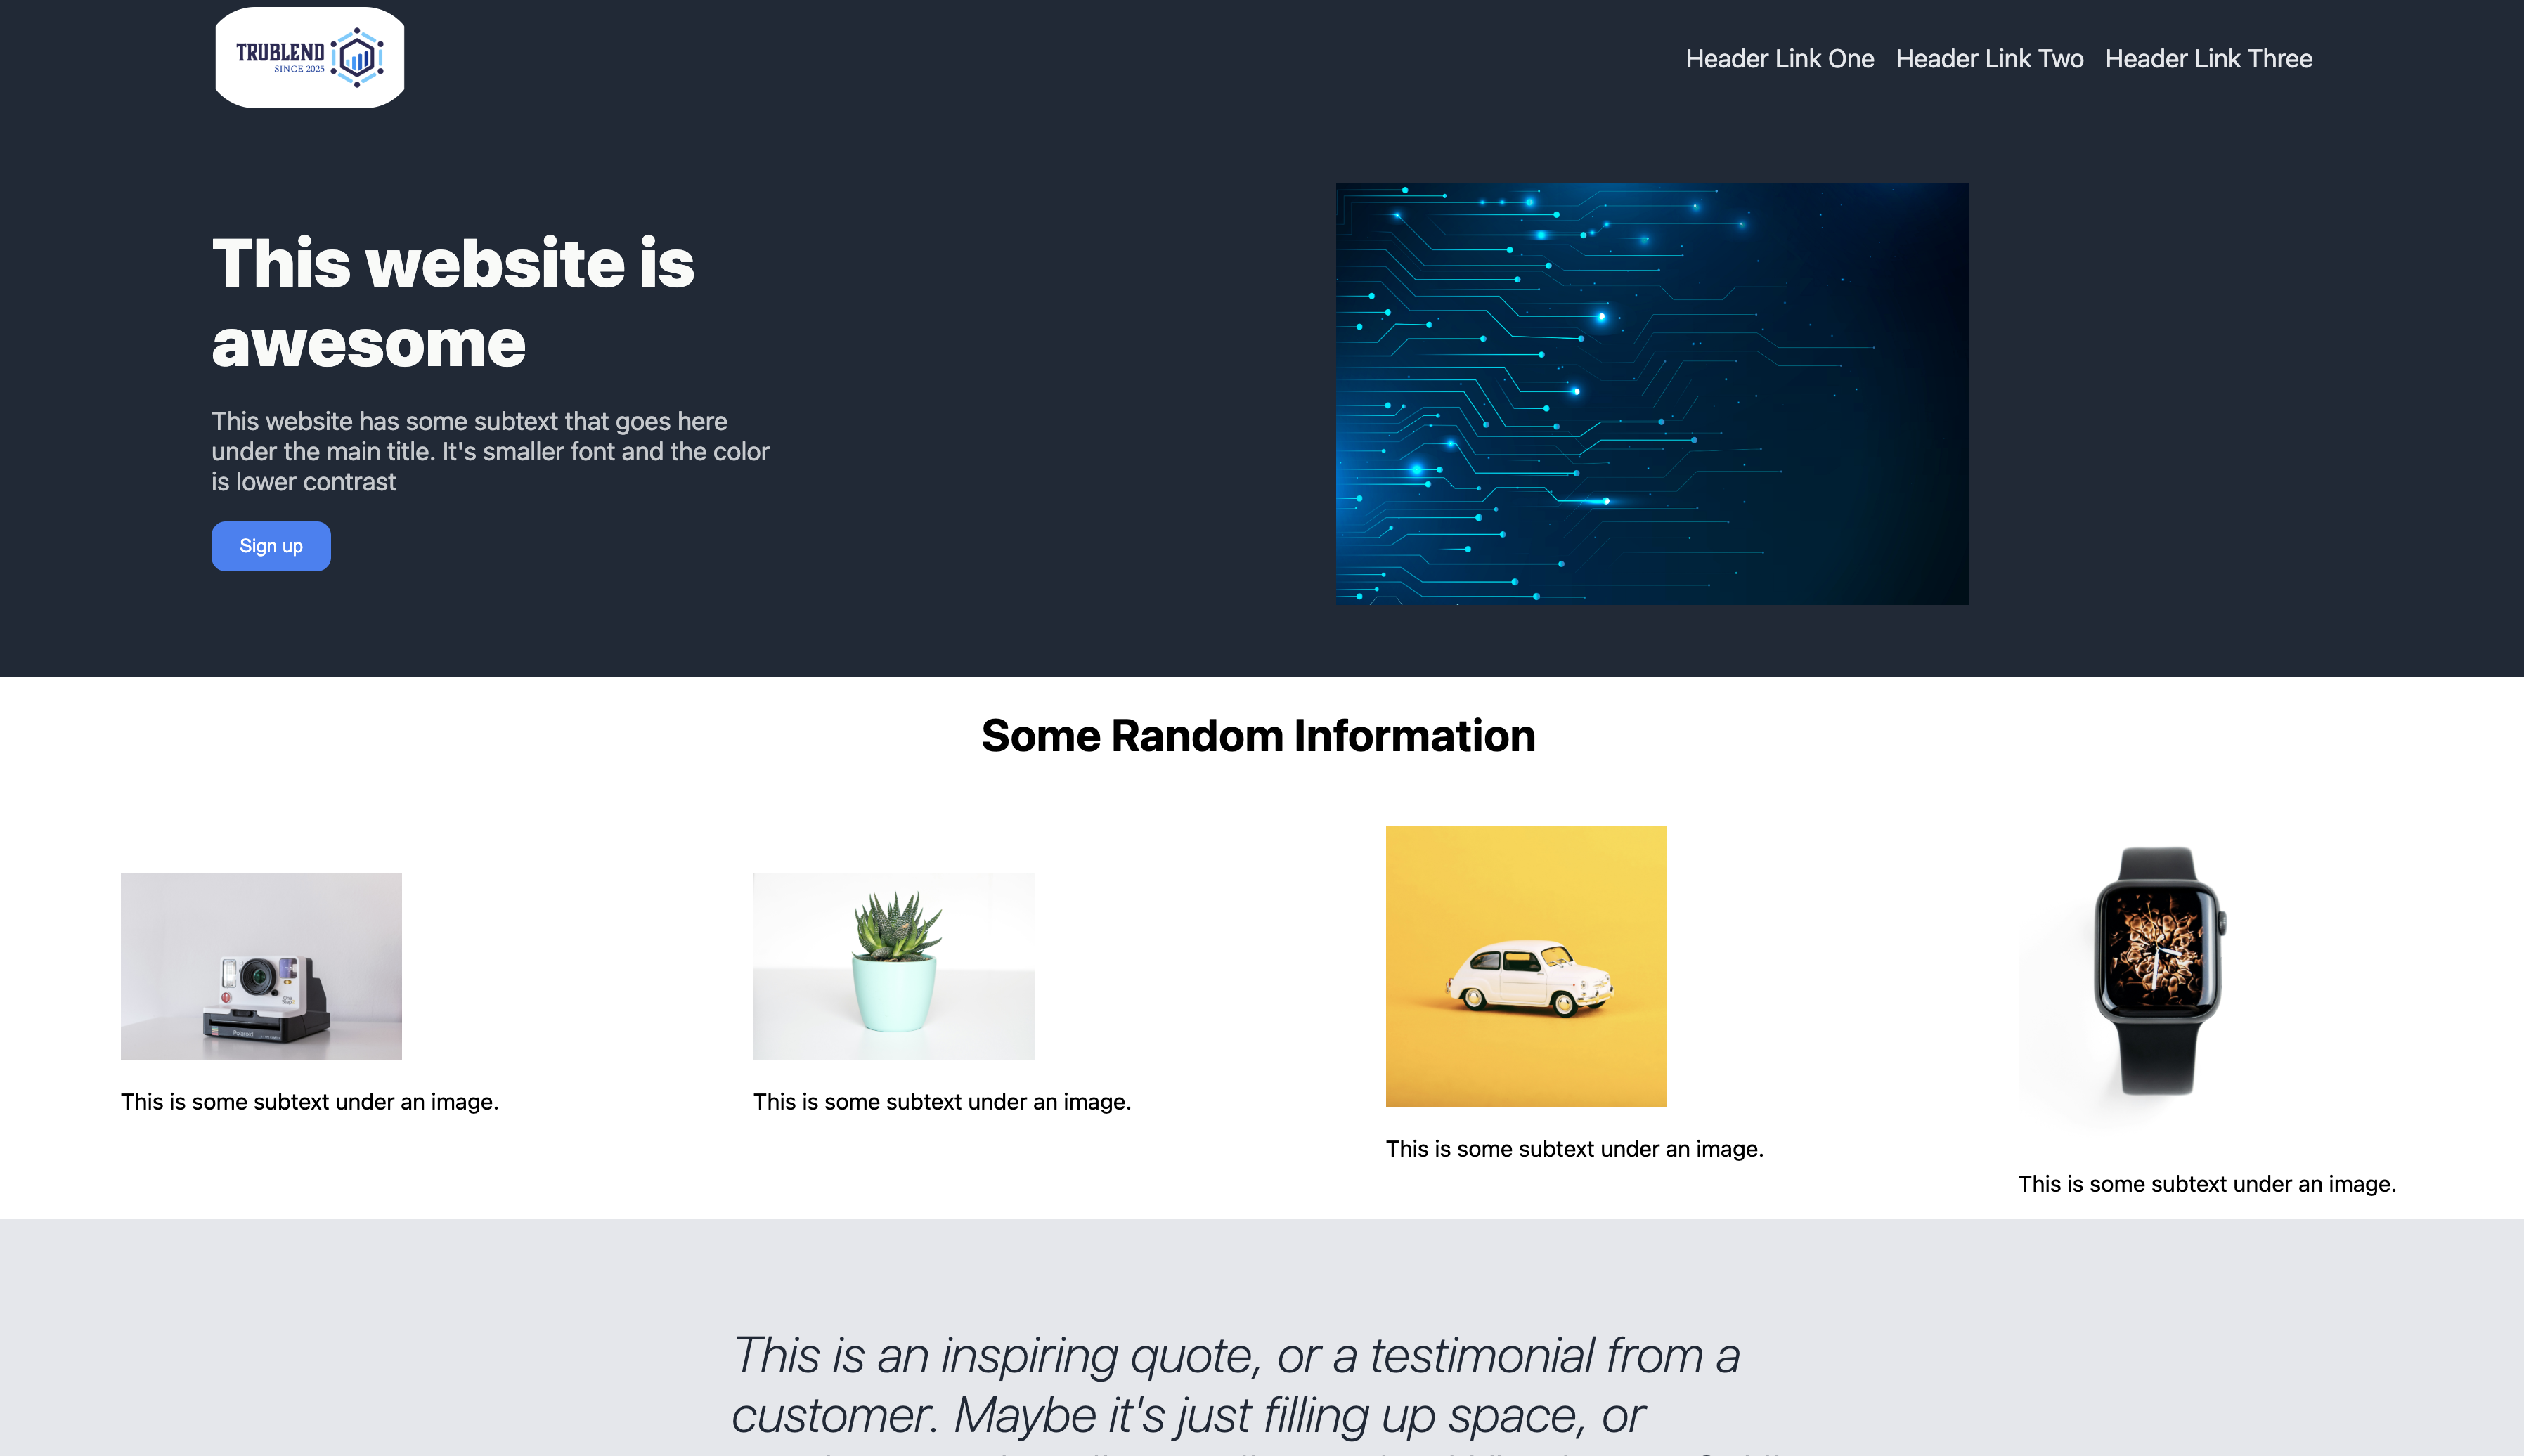 TRUBLEND
SINCE 2025
Header Link One Header Link Two Header Link Three
This website is
awesome
This website has some subtext that goes here
under the main title. It's smaller font and the color
is lower contrast
Sign up
Some Random Information
Polaroid
This is some subtext under an image.
This is some subtext under an image.
This is some subtext under an image.
This is some subtext under an image.
This is an inspiring quote, or a testimonial from a
customer. Maybe it's just filling up space, or